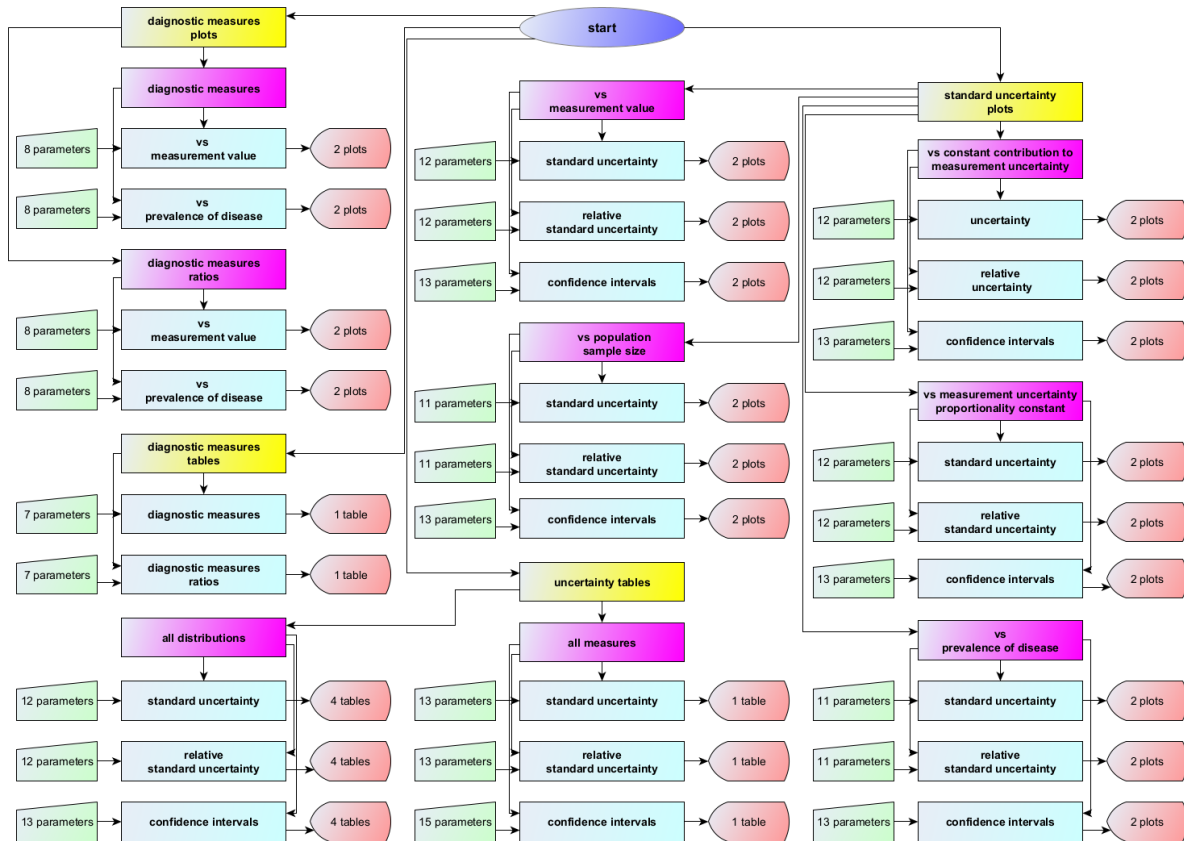 start
daignostic measures
plots
diagnostic measures
8 parameters
vs
measurement value
2 plots
8 parameters
vs
prevalence of disease
2 plots
diagnostic measures
ratios
8 parameters
vs
measurement value
2 plots
8 parameters
vs
prevalence of disease
2 plots
diagnostic measures
tables
7 parameters
diagnostic measures
1 table
7 parameters
diagnostic measures
ratios
1 table
all distributions
12 parameters
standard uncertainty
4 tables
12 parameters
relative
standard uncertainty
4 tables
13 parameters
confidence intervals
4 tables
vs
measurement value
12 parameters
standard uncertainty
2 plots
12 parameters
relative
standard uncertainty
2 plots
13 parameters
confidence intervals
2 plots
vs population
sample size
11 parameters
standard uncertainty
2 plots
11 parameters
relative
standard uncertainty
2 plots
13 parameters
confidence intervals
2 plots
uncertainty tables
all measures
13 parameters
standard uncertainty
1 table
13 parameters
relative
standard uncertainty
1 table
15 parameters
confidence intervals
1 table
standard uncertainty
plots
vs constant contribution to
measurement uncertainty
12 parameters
uncertainty
2 plots
12 parameters
relative
uncertainty
2 plots
13 parameters
confidence intervals
2 plots
vs measurement uncertainty
proportionality constant
12 parameters
standard uncertainty
2 plots
12 parameters
relative
standard uncertainty
2 plots
13 parameters
confidence intervals
2 plots
vs
prevalence of disease
11 parameters
standard uncertainty
2 plots
11 parameters
relative
standard uncertainty
2 plots
13 parameters
confidence intervals
2 plots